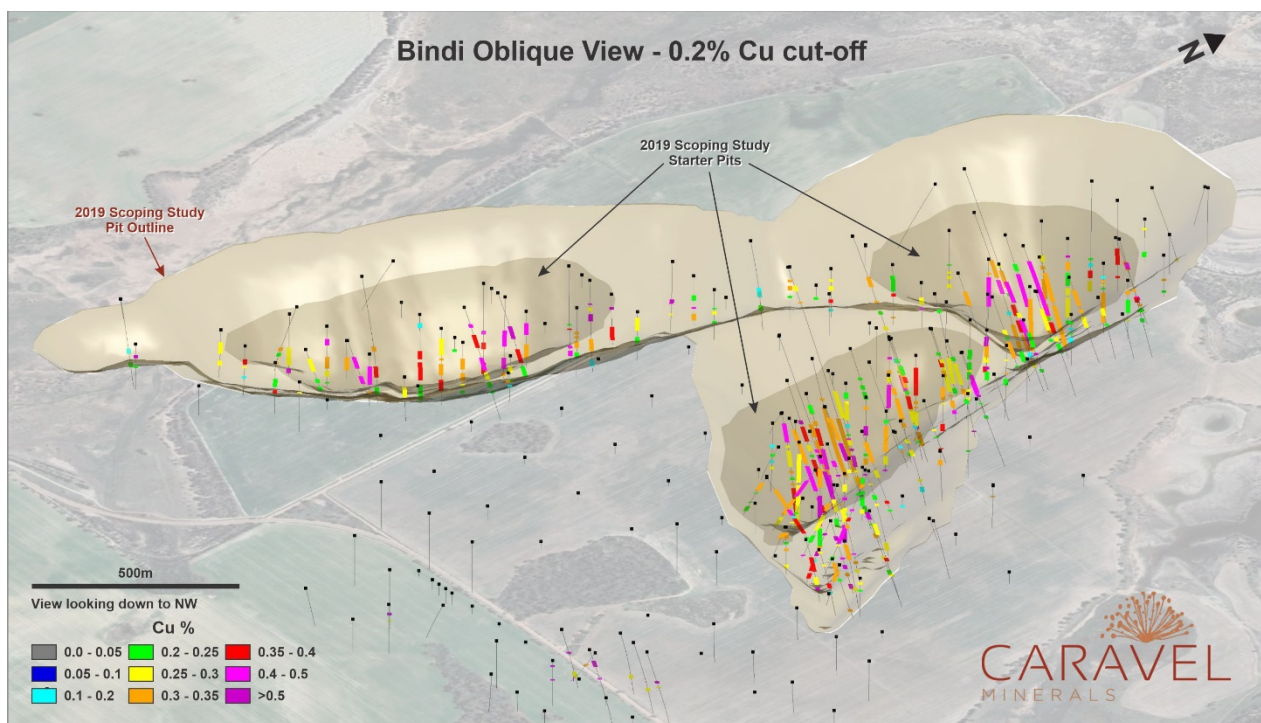 Bindi Oblique View - 0.2% Cu cut-off
N
2019 Scoping Study
Starter Pits
2019 Scoping Study
Pit Outline
500m
View looking down to NW
Cu %
0.0 - 0.05
0.2 - 0.25
0.35 - 0.4
0.05 - 0.1
0.25 - 0.3
0.4 - 0.5
0.1 - 0.2
0.3 - 0.35
>0.5
CARAVEL
MINERALS